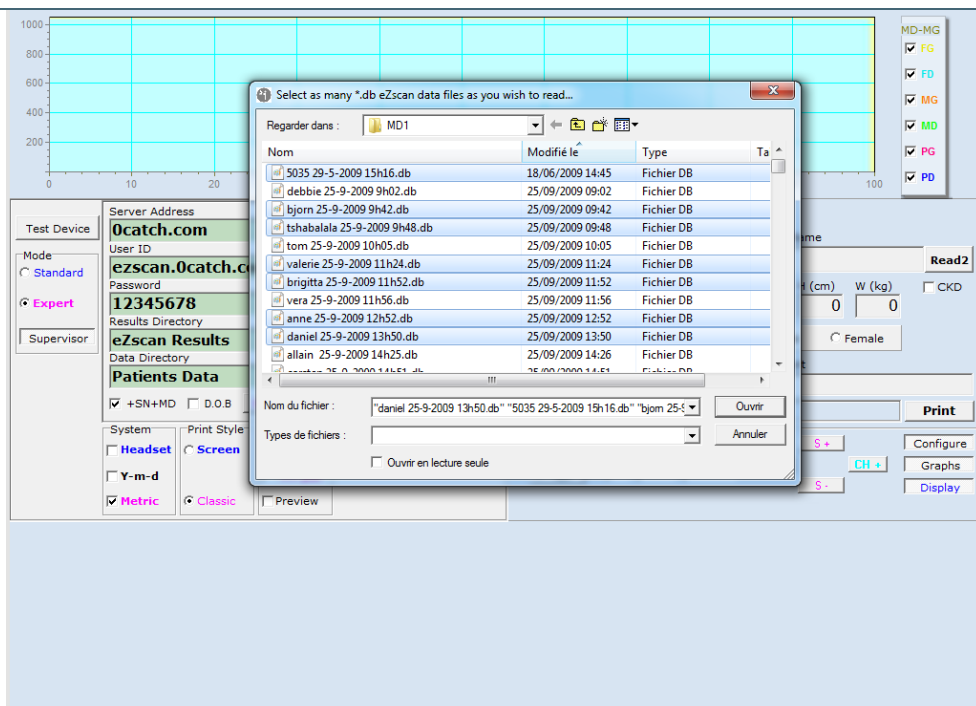 1000
800
600
400
200
0 10 20 100
MD-MG
FG
FD
MG
MD
PG
PD
Select as many *.db eZscan data files as you wish to read...
Regarder dans : MD1
Nom Modifié le Type Ta
5035 29-5-2009 15h16.db 18/06/2009 14:45 Fichier DB
debbie 25-9-2009 9h02.db 25/09/2009 09:02 Fichier DB
bjorn 25-9-2009 9h42.db 25/09/2009 09:42 Fichier DB
tshabalala 25-9-2009 9h48.db 25/09/2009 09:48 Fichier DB
tom 25-9-2009 10h05.db 25/09/2009 10:05 Fichier DB
valerie 25-9-2009 11h24.db 25/09/2009 11:24 Fichier DB
brigitta 25-9-2009 11h52.db 25/09/2009 11:52 Fichier DB
vera 25-9-2009 11h56.db 25/09/2009 11:56 Fichier DB
anne 25-9-2009 12h52.db 25/09/2009 12:52 Fichier DB
daniel 25-9-2009 13h50.db 25/09/2009 13:50 Fichier DB
allain 25-9-2009 14h25.db 25/09/2009 14:26 Fichier DB
Nom du fichier : "daniel 25-9-2009 13h50.db" "5035 29-5-2009 15h16.db" "bjorn 25-9 Ouvrir
Types de fichiers : Annuler
Ouvrir en lecture seule
Test Device
Mode
Standard
Expert
Supervisor
Server Address
0catch.com
User ID
ezscan.0catch.c
Password
12345678
Results Directory
eZscan Results
Data Directory
Patients Data
+SN+MD D.O.B
System
Headset
Y-m-d
Metric
Print Style
Screen
Classic
Preview
Read2
(cm) W (kg) CKD
0 0
Female
Print
S + Configure
CH + Graphs
S - Display